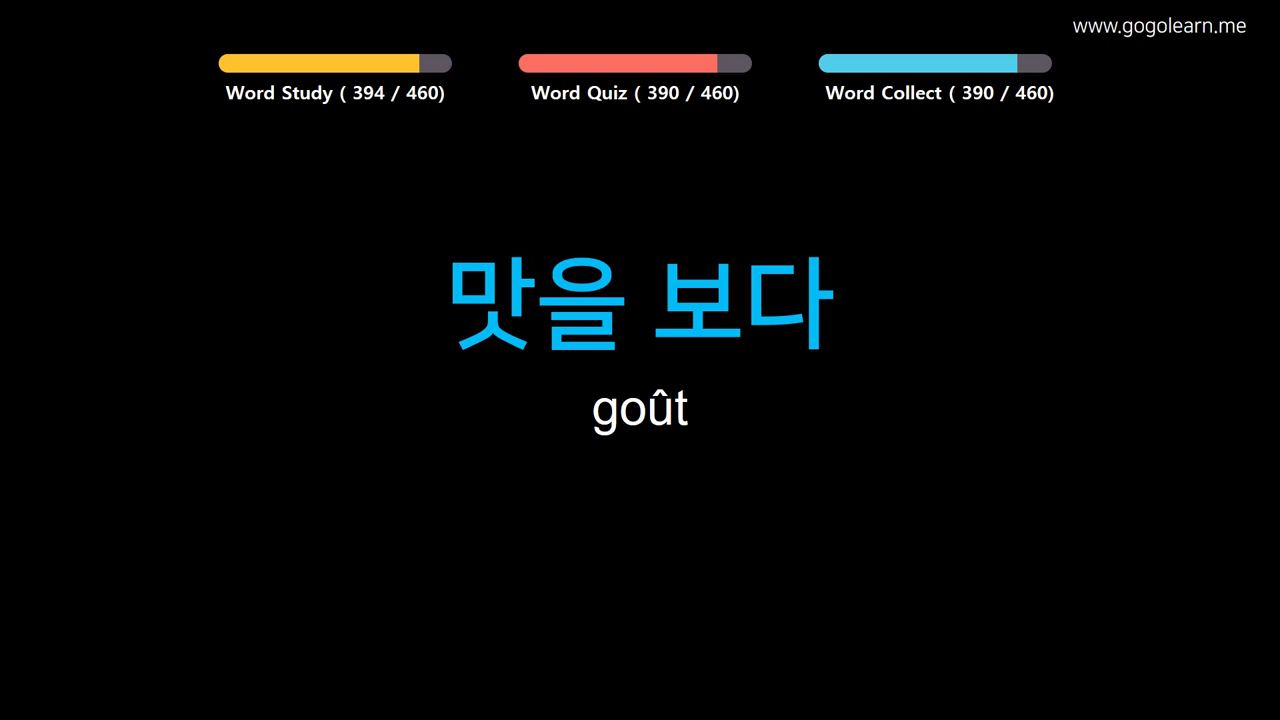 www.gogolearn.me
Word Study ( 394 / 460)
Word Quiz ( 390 / 460)
Word Collect ( 390 / 460)
맛을 보다
goût